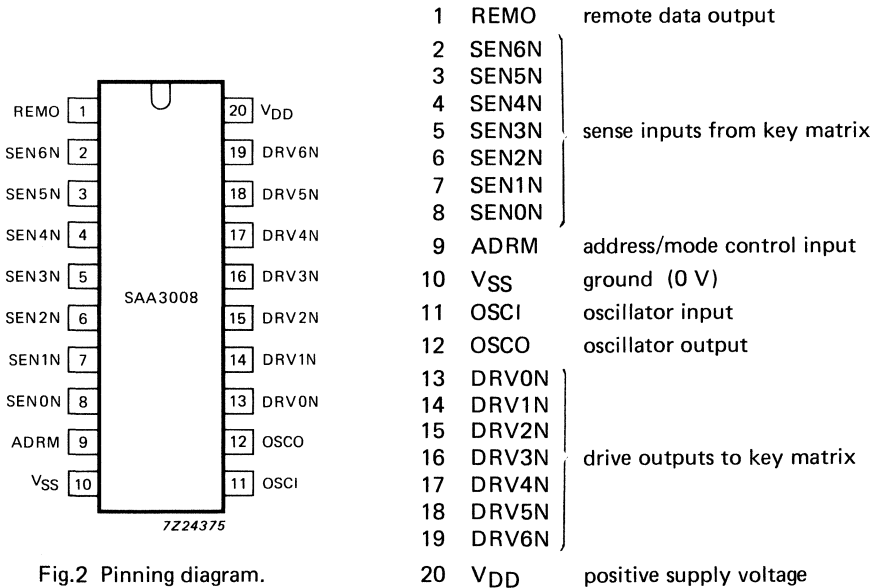 REMO 1
SEN6N 2
SEN5N 3
SEN4N 4
SEN3N 5
SEN2N 6
SEN1N 7
SEN0N 8
ADRM 9
VSS 10
SAA3008
20 VDD
19 DRV6N
18 DRV5N
17 DRV4N
16 DRV3N
15 DRV2N
14 DRV1N
13 DRV0N
12 OSCO
11 OSCI
7Z24375
Fig.2 Pinning diagram.
1 REMO remote data output
2 SEN6N
3 SEN5N
4 SEN4N
5 SEN3N sense inputs from key matrix
6 SEN2N
7 SEN1N
8 SEN0N
9 ADRM address/mode control input
10 VSS ground (0 V)
11 OSCI oscillator input
12 OSCO oscillator output
13 DRV0N
14 DRV1N
15 DRV2N
16 DRV3N drive outputs to key matrix
17 DRV4N
18 DRV5N
19 DRV6N
20 VDD positive supply voltage